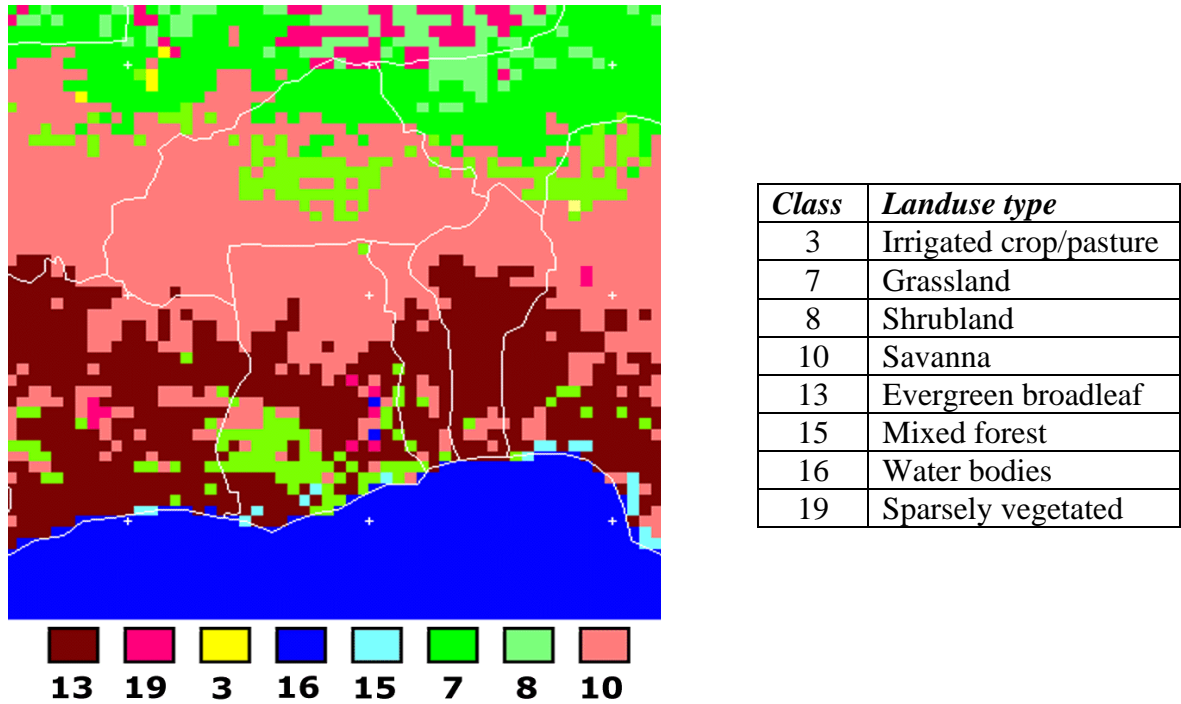 Class Landuse type
3 Irrigated crop/pasture
7 Grassland
8 Shrubland
10 Savanna
13 Evergreen broadleaf
15 Mixed forest
16 Water bodies
19 Sparsely vegetated
13 19 3 16 15 7 8 10